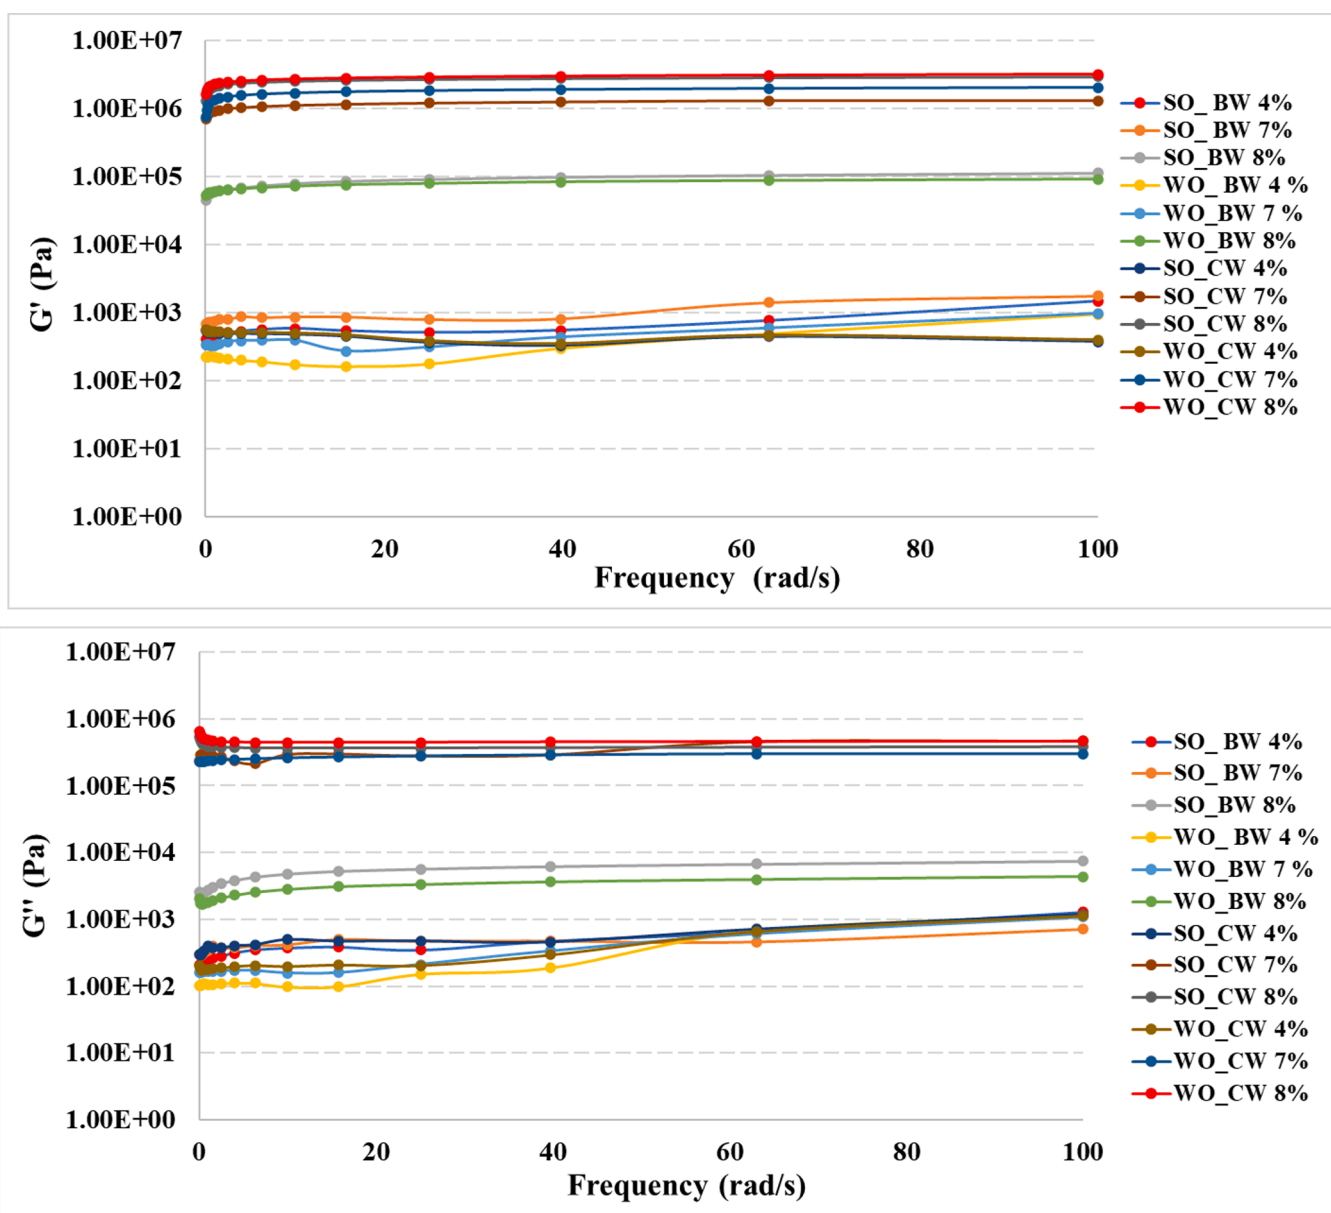 1.00E+07
1.00E+06
1.00E+05
1.00E+04
1.00E+03
1.00E+02
1.00E+01
1.00E+00
G' (Pa)
0 20 40 60 80 100
Frequency (rad/s)
SO_ BW 4%
SO_ BW 7%
SO_BW 8%
WO_ BW 4 %
WO_BW 7 %
WO_BW 8%
SO_CW 4%
SO_CW 7%
SO_CW 8%
WO_CW 4%
WO_CW 7%
WO_CW 8%
1.00E+07
1.00E+06
1.00E+05
1.00E+04
1.00E+03
1.00E+02
1.00E+01
1.00E+00
G'' (Pa)
0 20 40 60 80 100
Frequency (rad/s)
SO_ BW 4%
SO_ BW 7%
SO_BW 8%
WO_ BW 4 %
WO_BW 7 %
WO_BW 8%
SO_CW 4%
SO_CW 7%
SO_CW 8%
WO_CW 4%
WO_CW 7%
WO_CW 8%